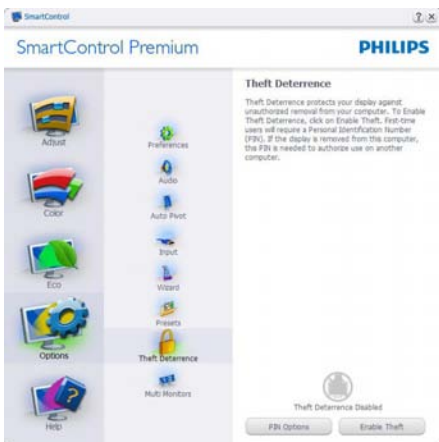 SmartControl
SmartControl Premium
PHILIPS
Adjust
Color
Eco
Options
Help
Preferences
Audio
Auto Pivot
Input
Wizard
Presets
Theft Deterrence
Multi Monitors
Theft Deterrence
Theft Deterrence protects your display against
unauthorized removal from your computer. To Enable
Theft Deterrence, click on Enable Theft. First-time
users will require a Personal Identification Number
(PIN). If the display is removed from this computer,
this PIN is needed to authorize use on another
computer.
Theft Deterrence Disabled
PIN Options
Enable Theft